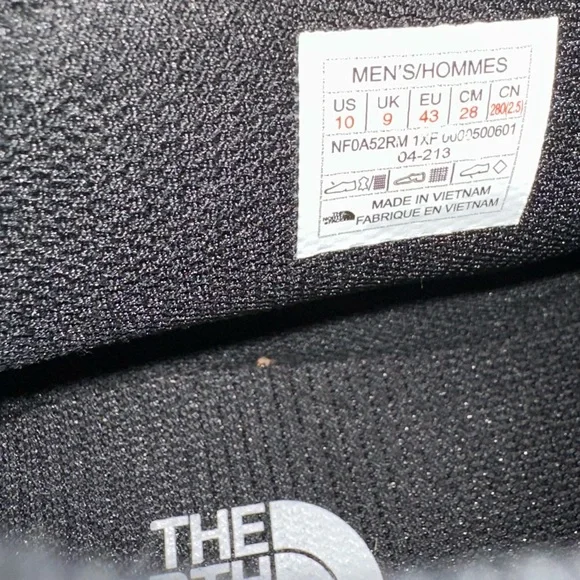 MEN'S/HOMMES
US UK EU CM CN
10 9 43 28 280(2.5)
NF0A52RM 1XF 0000500601
04-213
MADE IN VIETNAM
FABRIQUE EN VIETNAM
THE